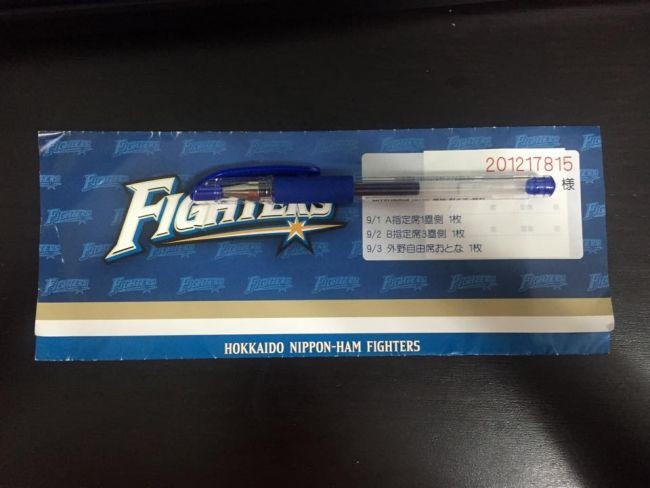 FIGHTERS
201217815
様
9/1 A指定席1塁側 1枚
9/2 B指定席3塁側 1枚
9/3 外野自由席おとな 1枚
HOKKAIDO NIPPON-HAM FIGHTERS